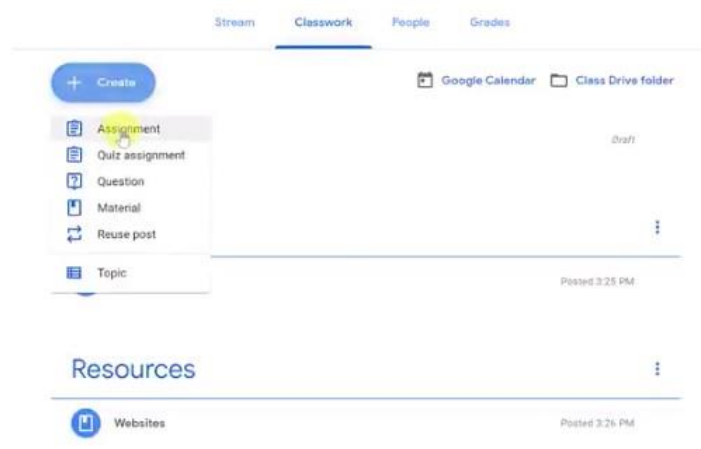 Stream Classwork People Grades
Create Google Calendar Class Drive folder
Assignment
Draft
Quiz assignment
Question
Material
Reuse post
Topic
Posted 3:25 PM
Resources
Websites Posted 3:26 PM